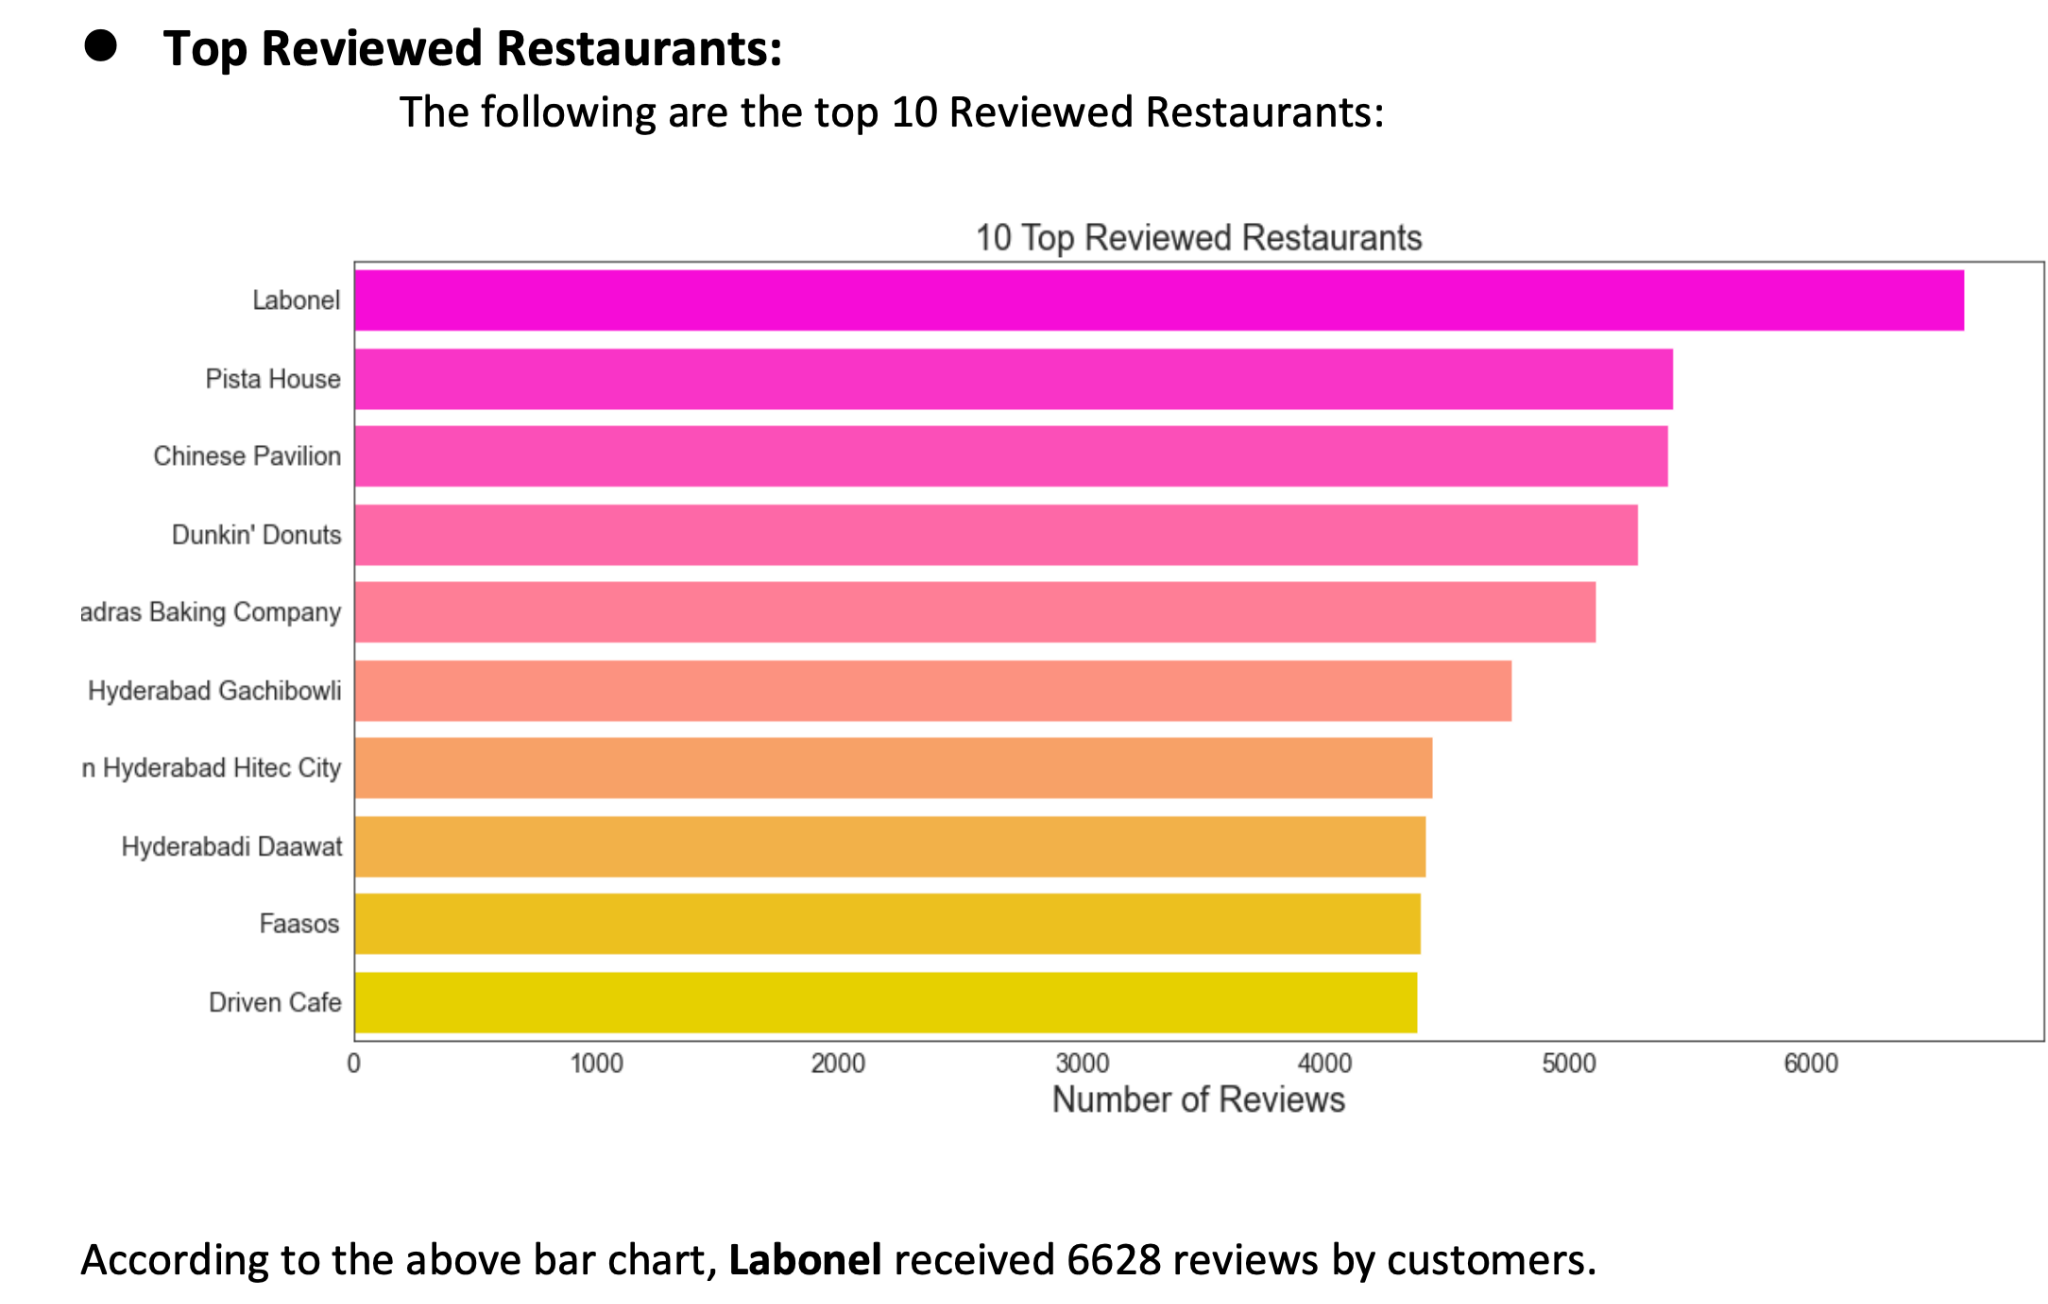 ● Top Reviewed Restaurants:
The following are the top 10 Reviewed Restaurants:
10 Top Reviewed Restaurants
Labonel
Pista House
Chinese Pavilion
Dunkin' Donuts
adras Baking Company
Hyderabad Gachibowli
n Hyderabad Hitec City
Hyderabadi Daawat
Faasos
Driven Cafe
0 1000 2000 3000 4000 5000 6000
Number of Reviews
According to the above bar chart, Labonel received 6628 reviews by customers.